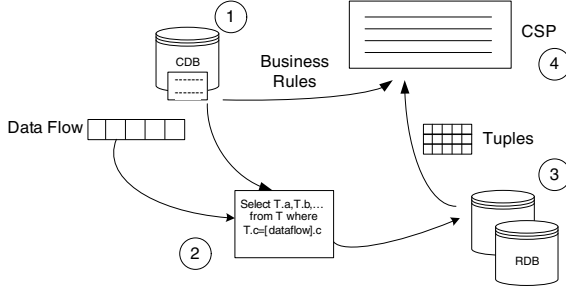 1
CDB
Business
Rules
CSP
4
Data Flow
Tuples
3
Select T.a,T.b,...
from T where
T.c=[dataflow].c
2
RDB